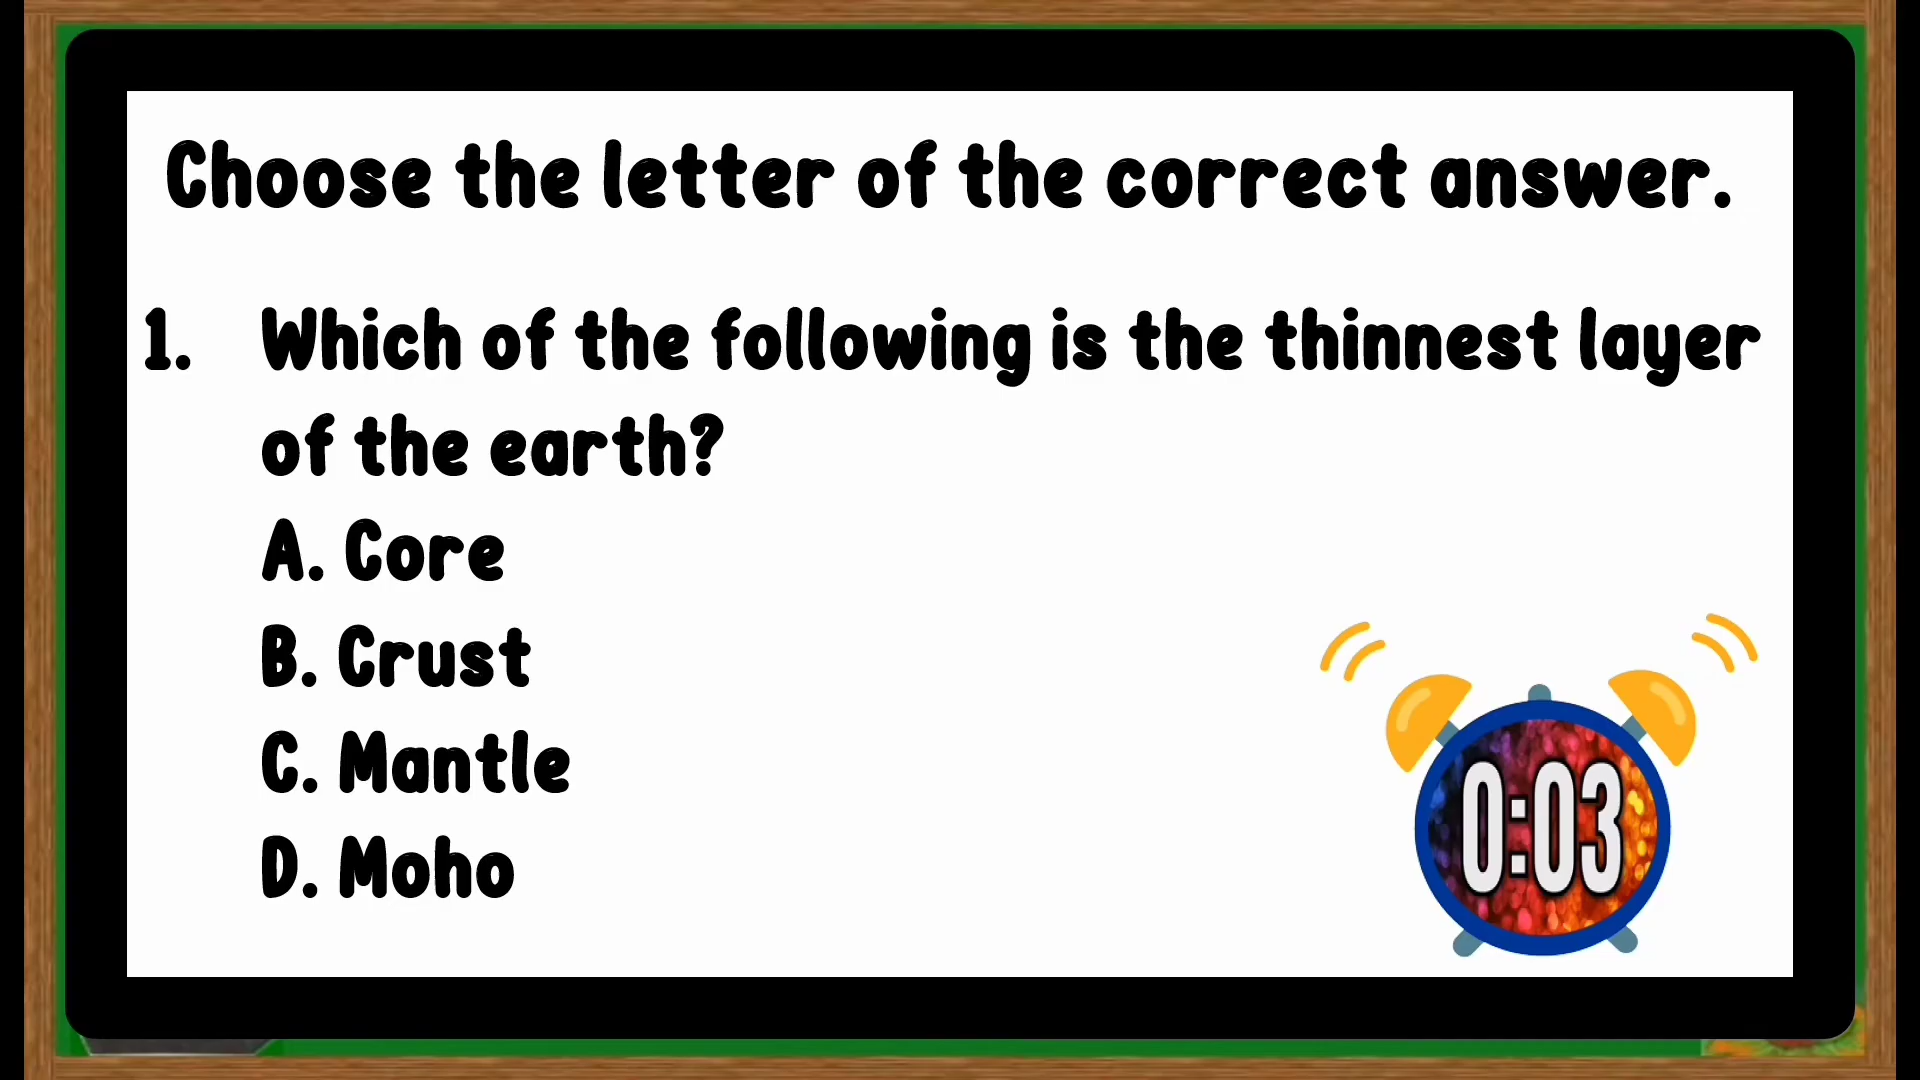 Choose the letter of the correct answer.
1. Which of the following is the thinnest layer
of the earth?
A. Core
B. Crust
C. Mantle
D. Moho
0:03